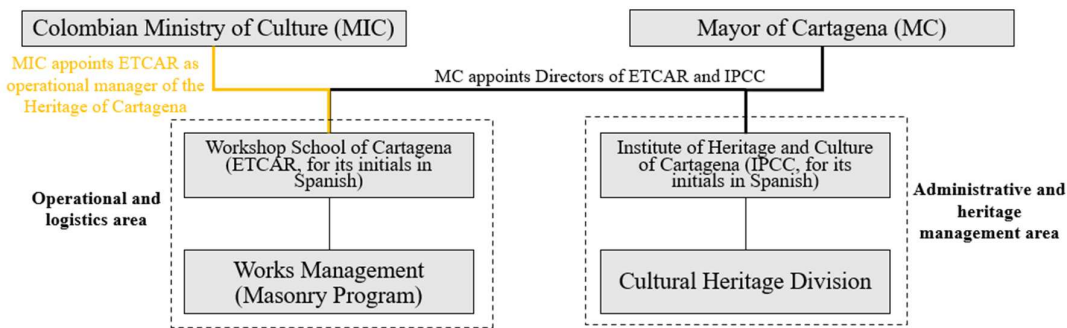 Colombian Ministry of Culture (MIC)
Mayor of Cartagena (MC)
MIC appoints ETCAR as
operational manager of the
Heritage of Cartagena
MC appoints Directors of ETCAR and IPCC
Operational and
logistics area
Workshop School of Cartagena
(ETCAR, for its initials in
Spanish)
Works Management
(Masonry Program)
Institute of Heritage and Culture
of Cartagena (IPCC, for its
initials in Spanish)
Cultural Heritage Division
Administrative and
heritage
management area